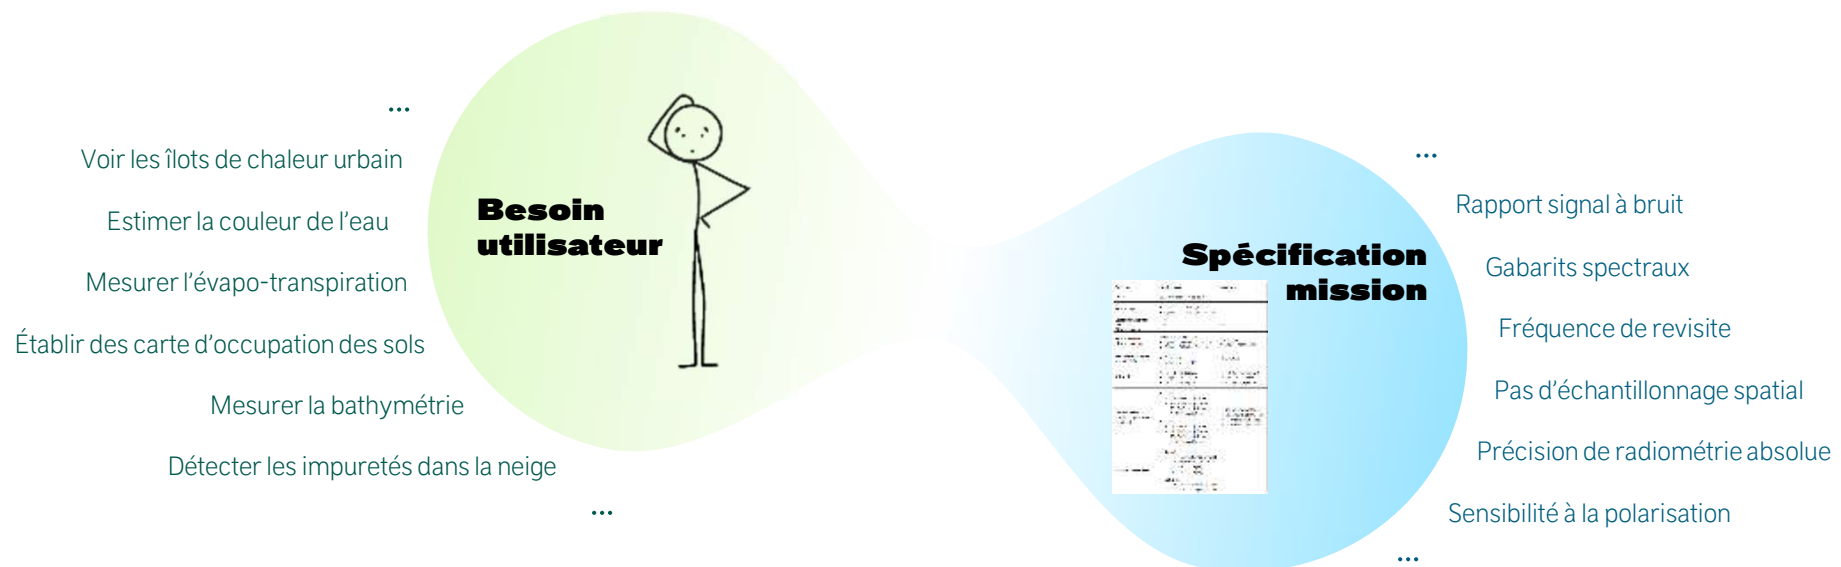 ...
Voir les îlots de chaleur urbain
Estimer la couleur de l'eau
Mesurer l'évapo-transpiration
Établir des carte d'occupation des sols
Mesurer la bathymétrie
Détecter les impuretés dans la neige
...
Besoin
utilisateur
Spécification
mission
...
Rapport signal à bruit
Gabarits spectraux
Fréquence de revisite
Pas d'échantillonnage spatial
Précision de radiométrie absolue
Sensibilité à la polarisation
...